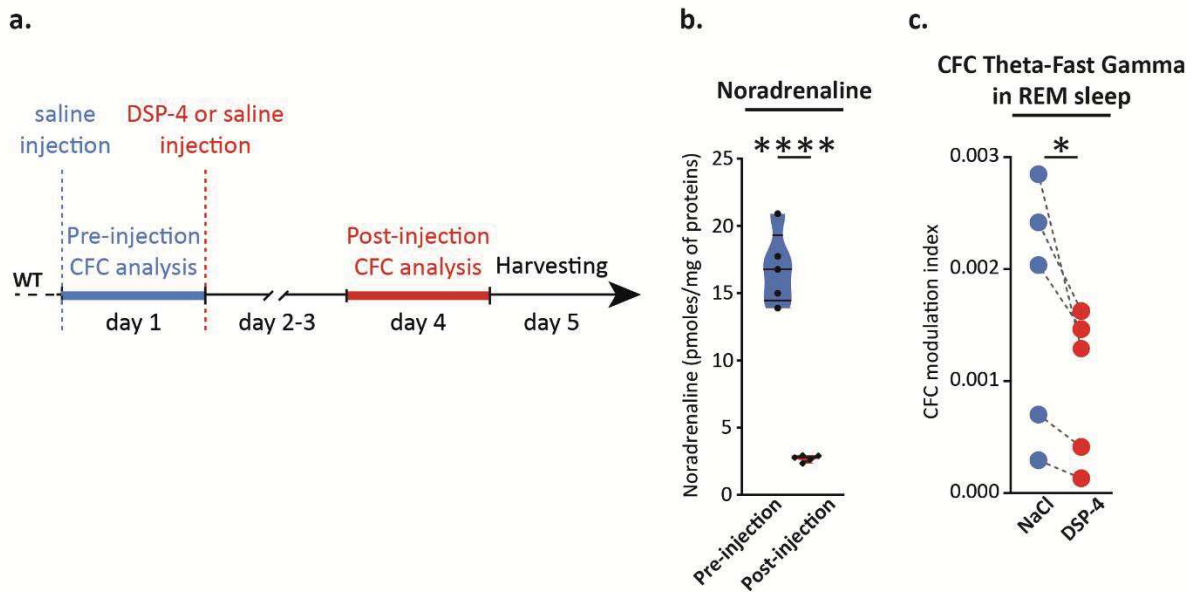 a.
saline
injection
DSP-4 or saline
injection
Pre-injection
CFC analysis
Post-injection
CFC analysis
Harvesting
WT
day 1
day 2-3
day 4
day 5
b.
Noradrenaline
****
Noradrenaline (pmoles/mg of proteins)
25
20
15
10
5
0
Pre-injection
Post-injection
c.
CFC Theta-Fast Gamma
in REM sleep
*
CFC modulation index
0.003
0.002
0.001
0.000
NaCl
DSP-4